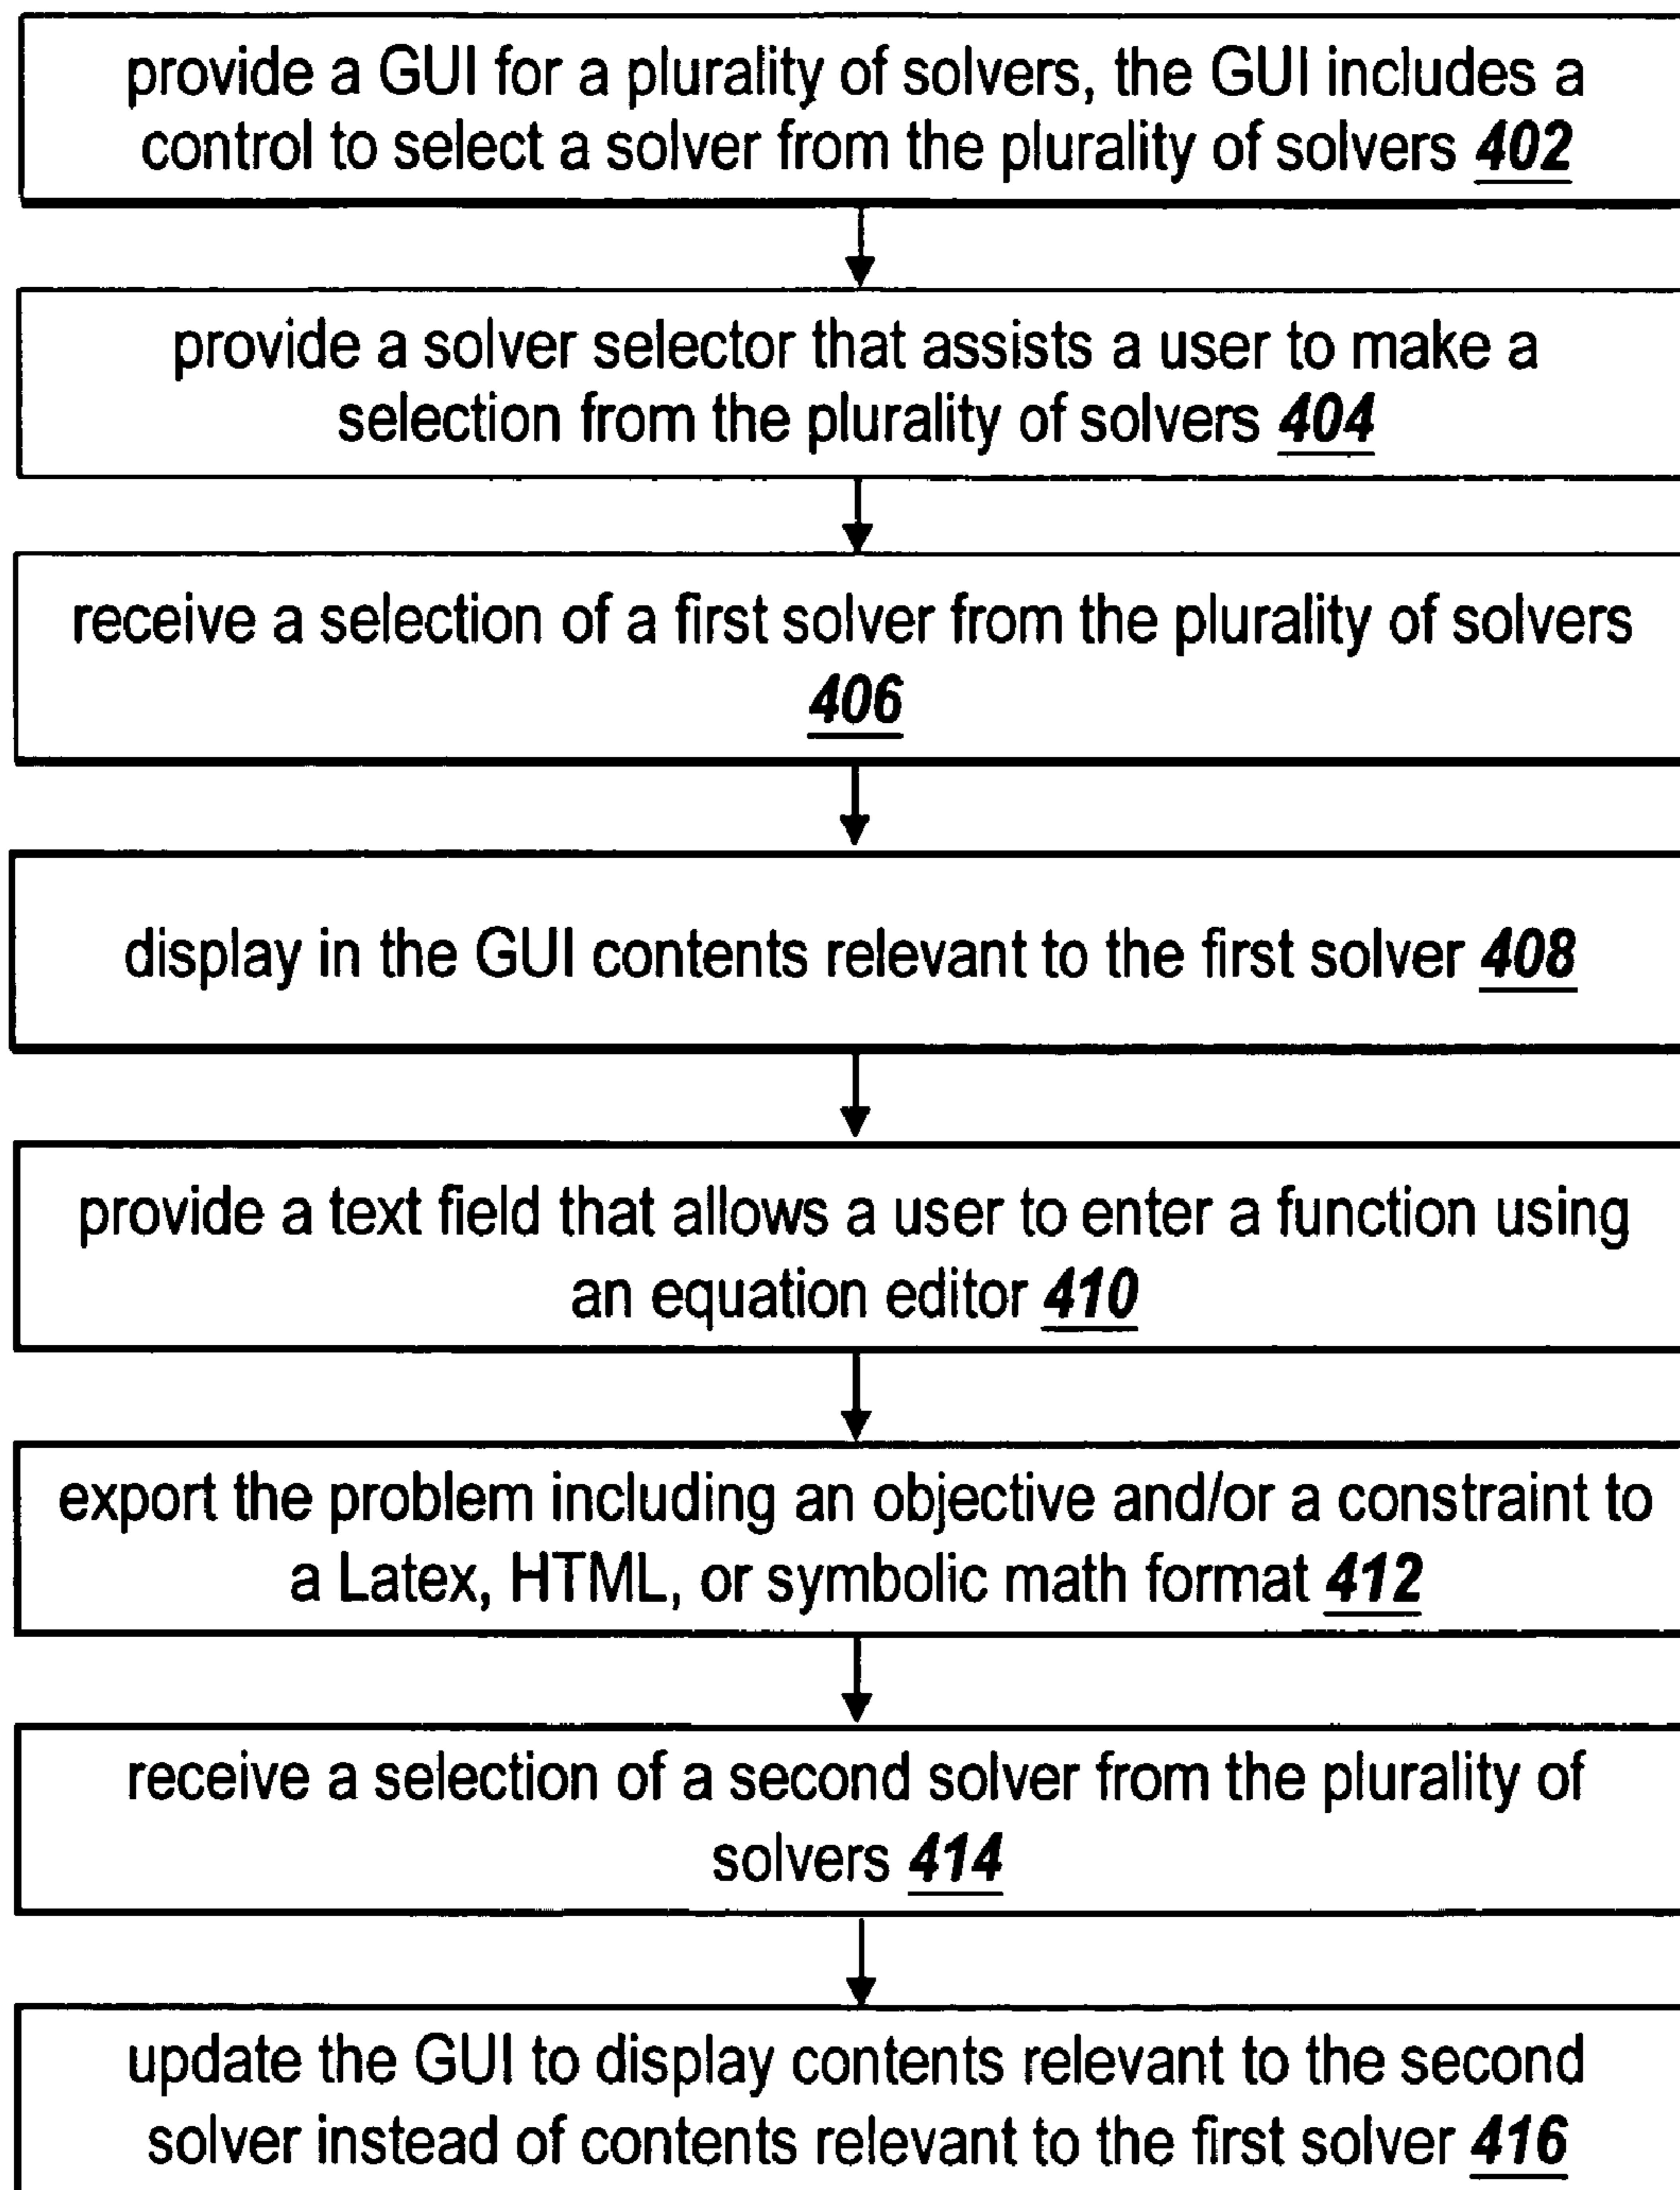 provide a GUI for a plurality of solvers, the GUI includes a
control to select a solver from the plurality of solvers 402
provide a solver selector that assists a user to make a
selection from the plurality of solvers 404
receive a selection of a first solver from the plurality of solvers
406
display in the GUI contents relevant to the first solver 408
provide a text field that allows a user to enter a function using
an equation editor 410
export the problem including an objective and/or a constraint to
a Latex, HTML, or symbolic math format 412
receive a selection of a second solver from the plurality of
solvers 414
update the GUI to display contents relevant to the second
solver instead of contents relevant to the first solver 416